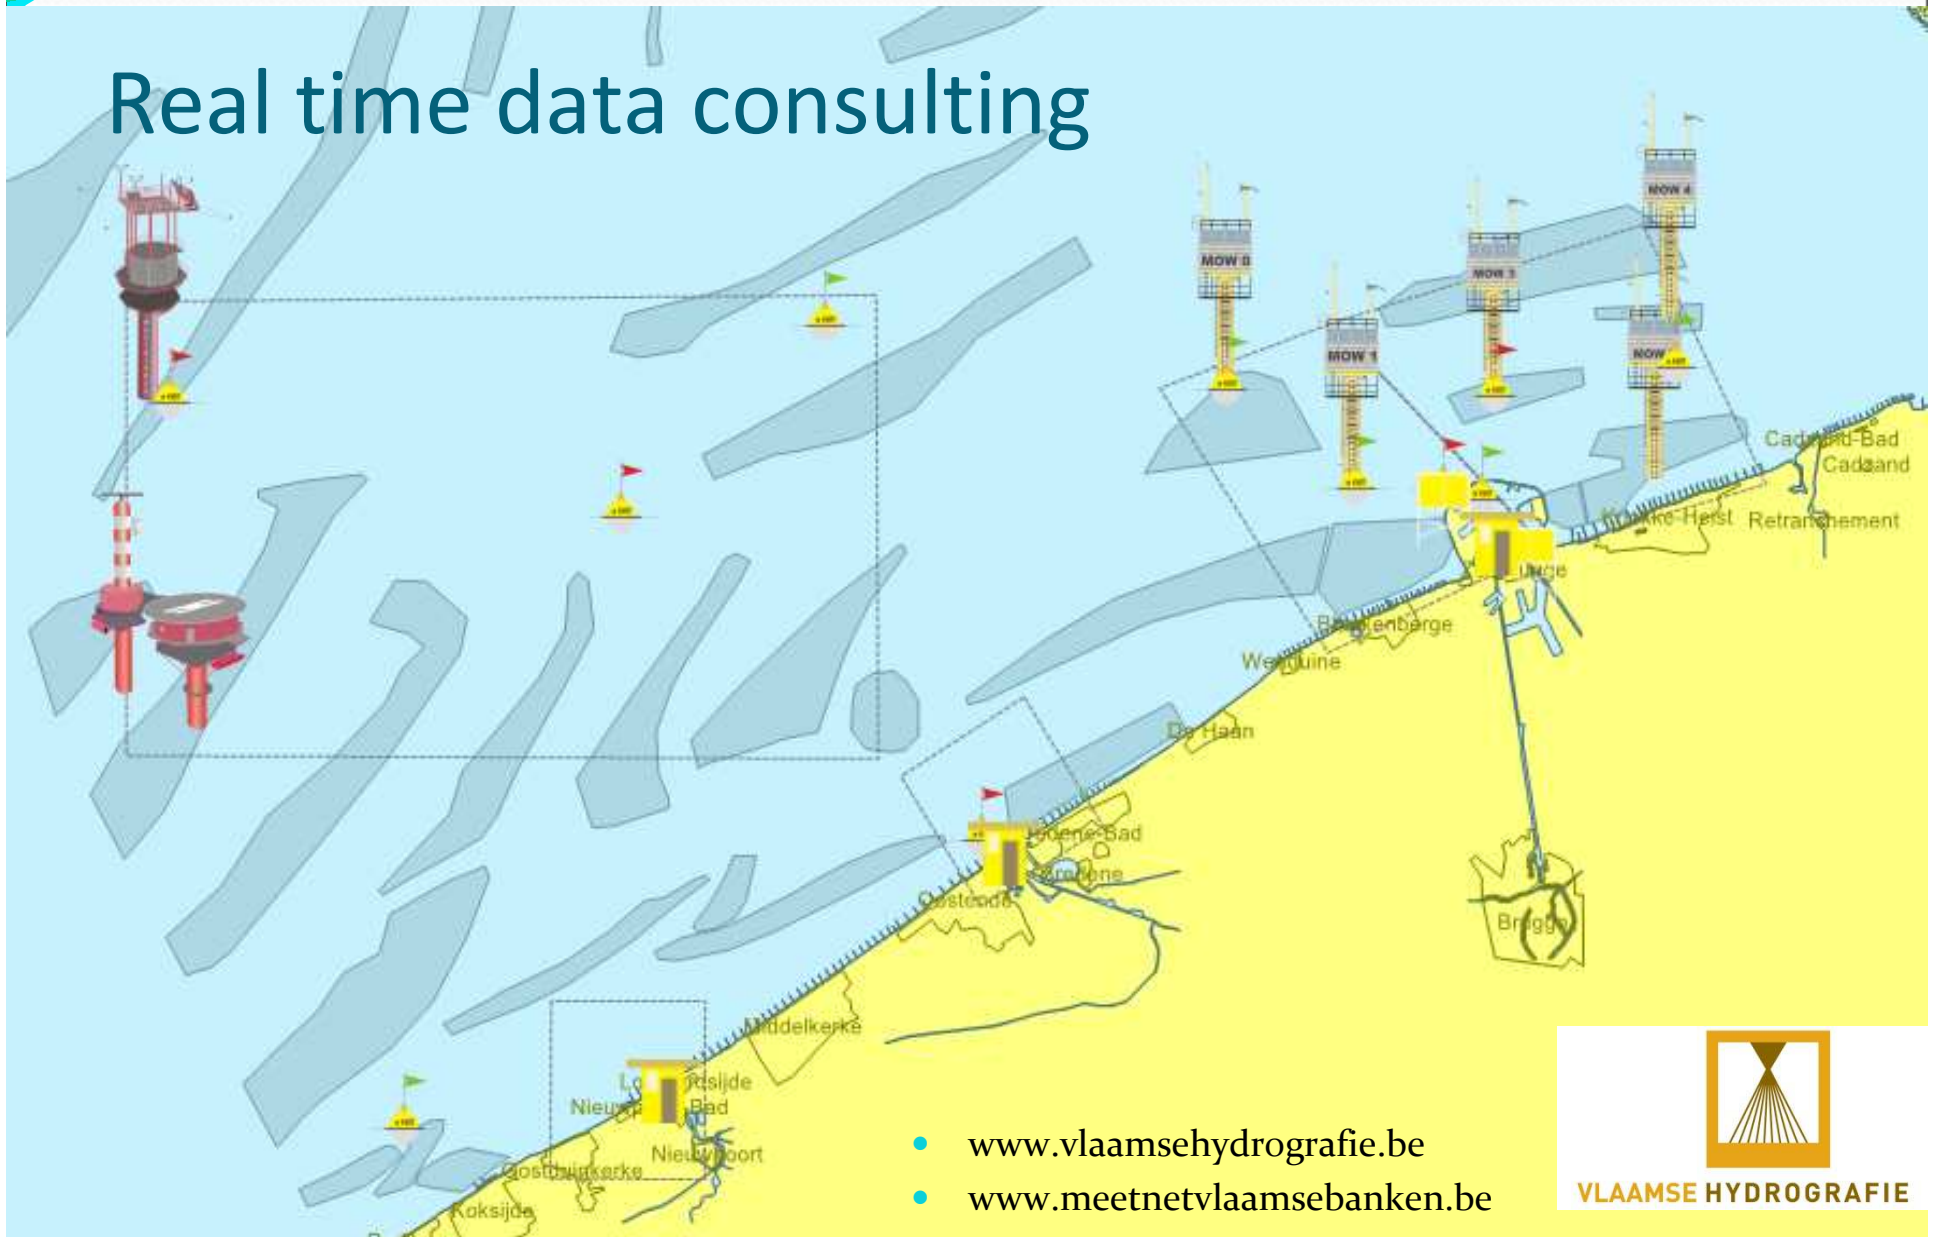 Real time data consulting
MOW 4
MOW 0
MOW 3
MOW 1
MOW
Cadzand-Bad
Cadzand
Knokke-Heist
Retranchement
Blankenberge
Wenduine
De Haan
Bredene
Oostende
Brugge
Middelkerke
Bad
Nieuwpoort
Oostduinkerke
Koksijde
• www.vlaamsehydrografie.be
• www.meetnetvlaamsebanken.be
VLAAMSE HYDROGRAFIE